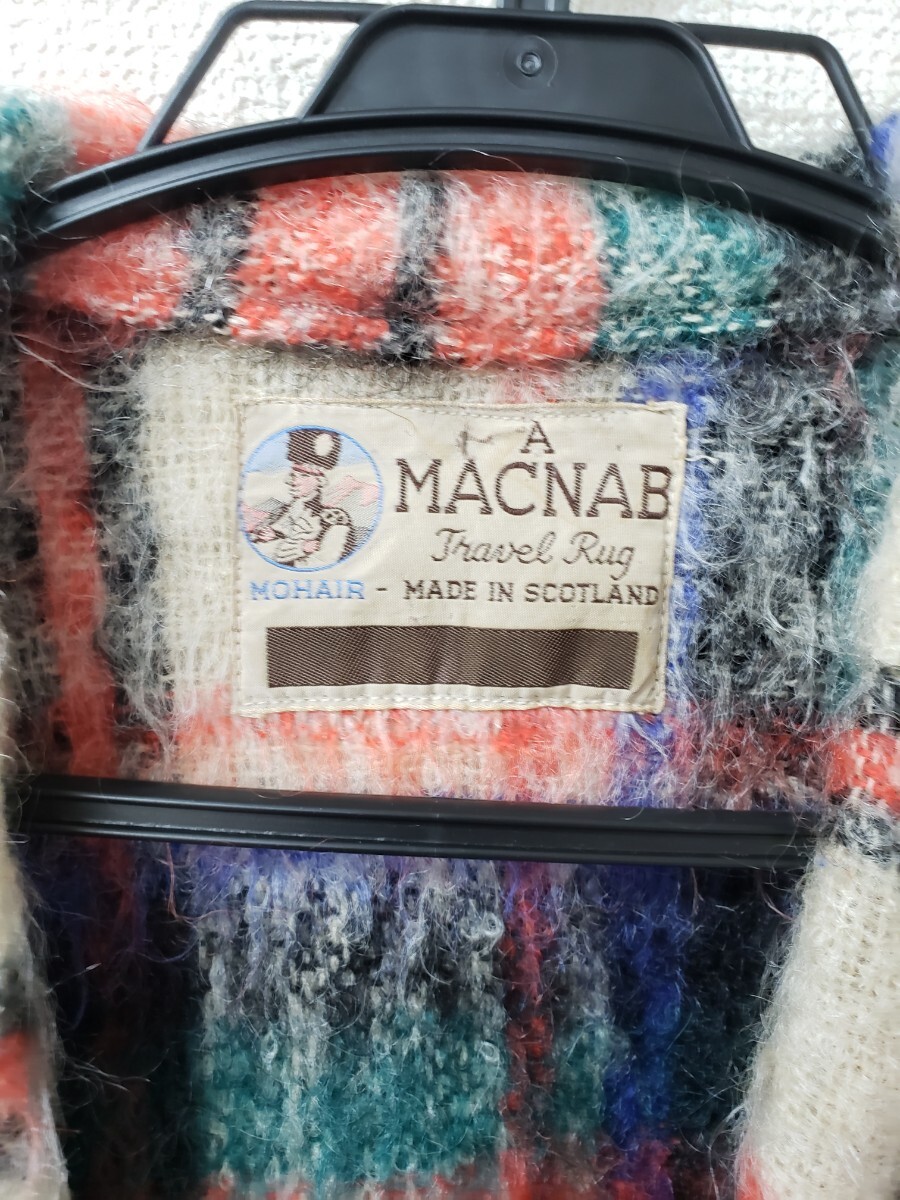 A
MACNAB
Travel Rug
MOHAIR - MADE IN SCOTLAND